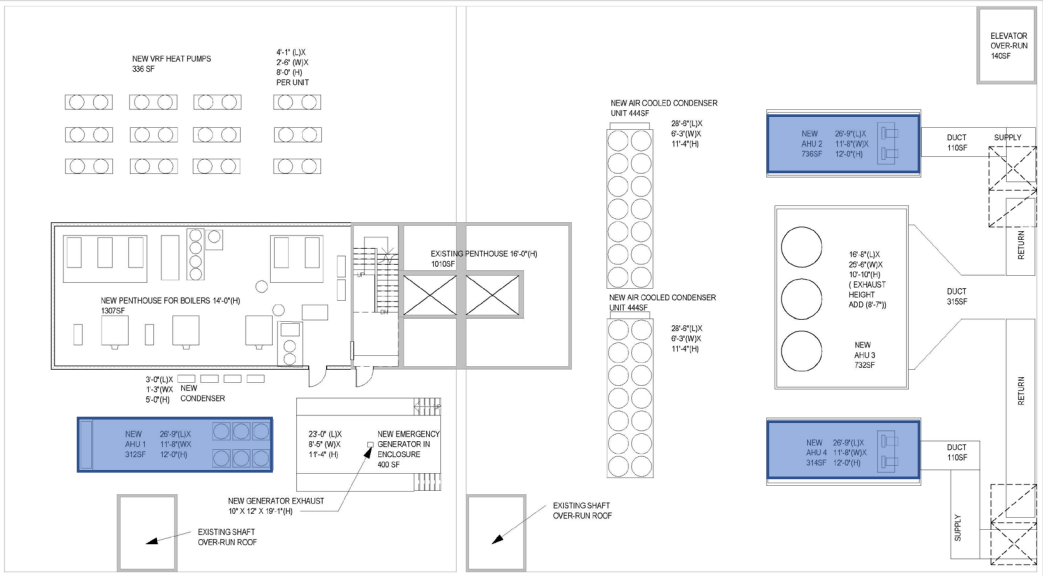 NEW VRF HEAT PUMPS
336 SF
4'-1" (L)X
2'-6" (W)X
8'-0" (H)
PER UNIT
ELEVATOR
OVER-RUN
140SF
NEW AIR COOLED CONDENSER
UNIT 444SF
28'-6"(L)X
6'-3"(W)X
11'-4"(H)
NEW 26'-9"(L)X
AHU 2 11'-8"(W)X
736SF 12'-0"(H)
DUCT
110SF
SUPPLY
RETURN
EXISTING PENTHOUSE 16'-0"(H)
1010SF
NEW PENTHOUSE FOR BOILERS 14'-0"(H)
1307SF
NEW AIR COOLED CONDENSER
UNIT 444SF
28'-6"(L)X
6'-3"(W)X
11'-4"(H)
16'-8"(L)X
25'-6"(W)X
10'-10"(H)
( EXHAUST
HEIGHT
ADD (8'-7"))
NEW
AHU 3
732SF
DUCT
315SF
RETURN
3'-0"(L)X
1'-3"(WX
5'-0"(H)
NEW
CONDENSER
NEW 26'-9"(L)X
AHU 1 11'-8"(WX
312SF 12'-0"(H)
23'-0" (L)X
8'-5" (W)X
11'-4" (H)
NEW EMERGENCY
GENERATOR IN
ENCLOSURE
400 SF
NEW 26'-9"(L)X
AHU 4 11'-8"(W)X
314SF 12'-0"(H)
DUCT
110SF
SUPPLY
NEW GENERATOR EXHAUST
10" X 12" X 19'-1"(H)
EXISTING SHAFT
OVER-RUN ROOF
EXISTING SHAFT
OVER-RUN ROOF